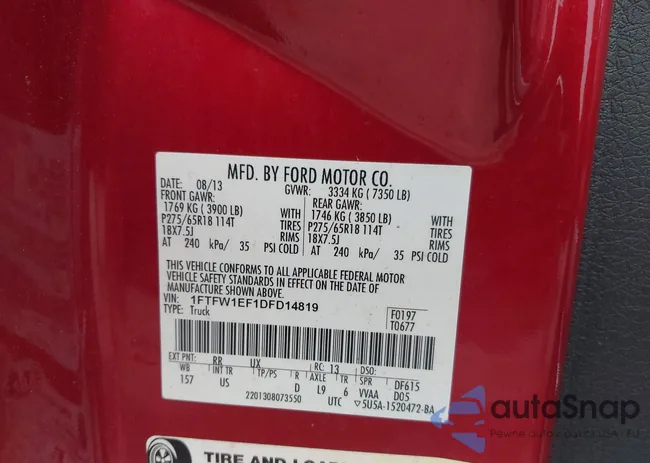 MFD. BY FORD MOTOR CO.
DATE: 08/13 GVWR: 3334 KG ( 7350 LB)
FRONT GAWR: REAR GAWR:
1769 KG ( 3900 LB) WITH 1746 KG ( 3850 LB) WITH
P275/65R18 114T TIRES P275/65R18 114T TIRES
18X7.5J RIMS 18X7.5J RIMS
AT 240 kPa/ 35 PSI COLD AT 240 kPa/ 35 PSI COLD
THIS VEHICLE CONFORMS TO ALL APPLICABLE FEDERAL MOTOR
VEHICLE SAFETY STANDARDS IN EFFECT ON THE DATE OF
MANUFACTURE SHOWN ABOVE.
VIN: 1FTFW1EF1DFD14819
TYPE: Truck
F0197
T0677
EXT PNT: RR UX RC: 13 DSO:
WB INT TR TP/PS R AXLE TR SPR DF615
157 US D L9 6 VVAA D05
2201308073550 UTC ▽5U5A-1520472-BA
autoSnap
TIRE AND